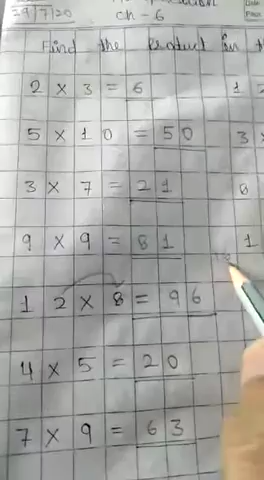 29/7/20
ch - 6
Find the Product
2 × 3 = 6
5 × 10 = 50
3 × 7 = 21
9 × 9 = 81
12 × 8 = 96
4 × 5 = 20
7 × 9 = 63